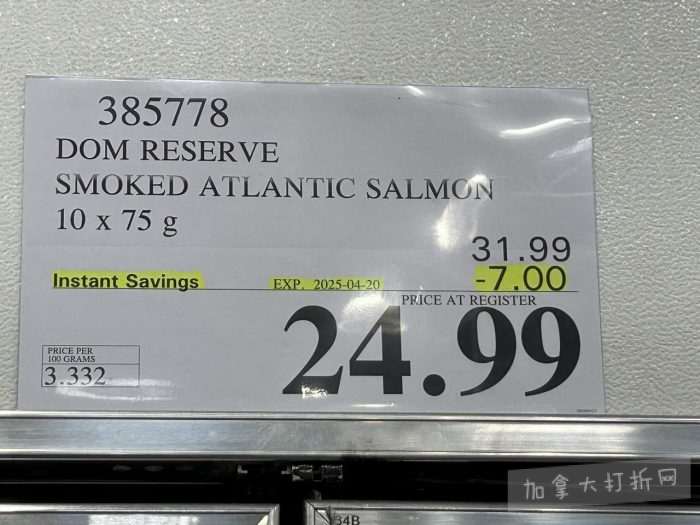 385778
DOM RESERVE
SMOKED ATLANTIC SALMON
10 x 75 g
31.99
Instant Savings EXP. 2025-04-20 -7.00
PRICE AT REGISTER
24.99
PRICE PER
100 GRAMS
3.332
34B
加拿大打折网